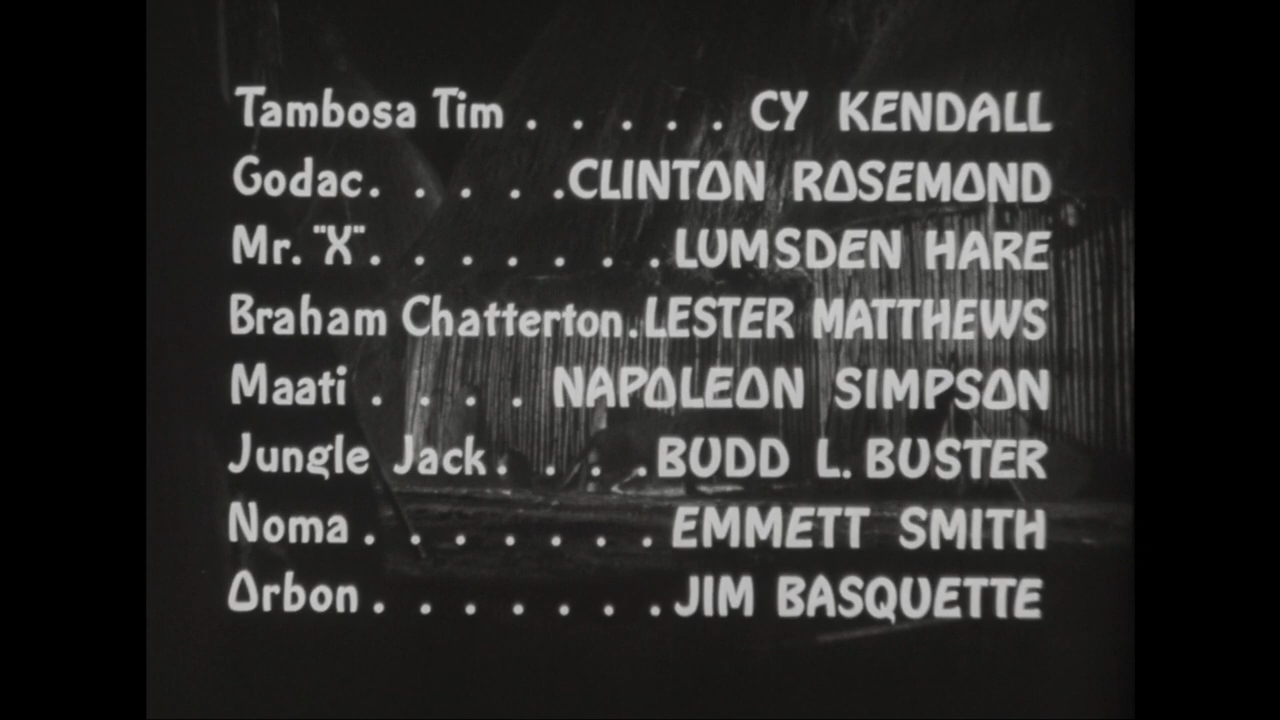 Tambosa Tim . . . . . CY KENDALL
Godac. . . . .CLINTON ROSEMOND
Mr. "X". . . . . . . LUMSDEN HARE
Braham Chatterton.LESTER MATTHEWS
Maati . . . . NAPOLEON SIMPSON
Jungle Jack. . . .BUDD L. BUSTER
Noma . . . . . . . EMMETT SMITH
Orbon . . . . . . .JIM BASQUETTE